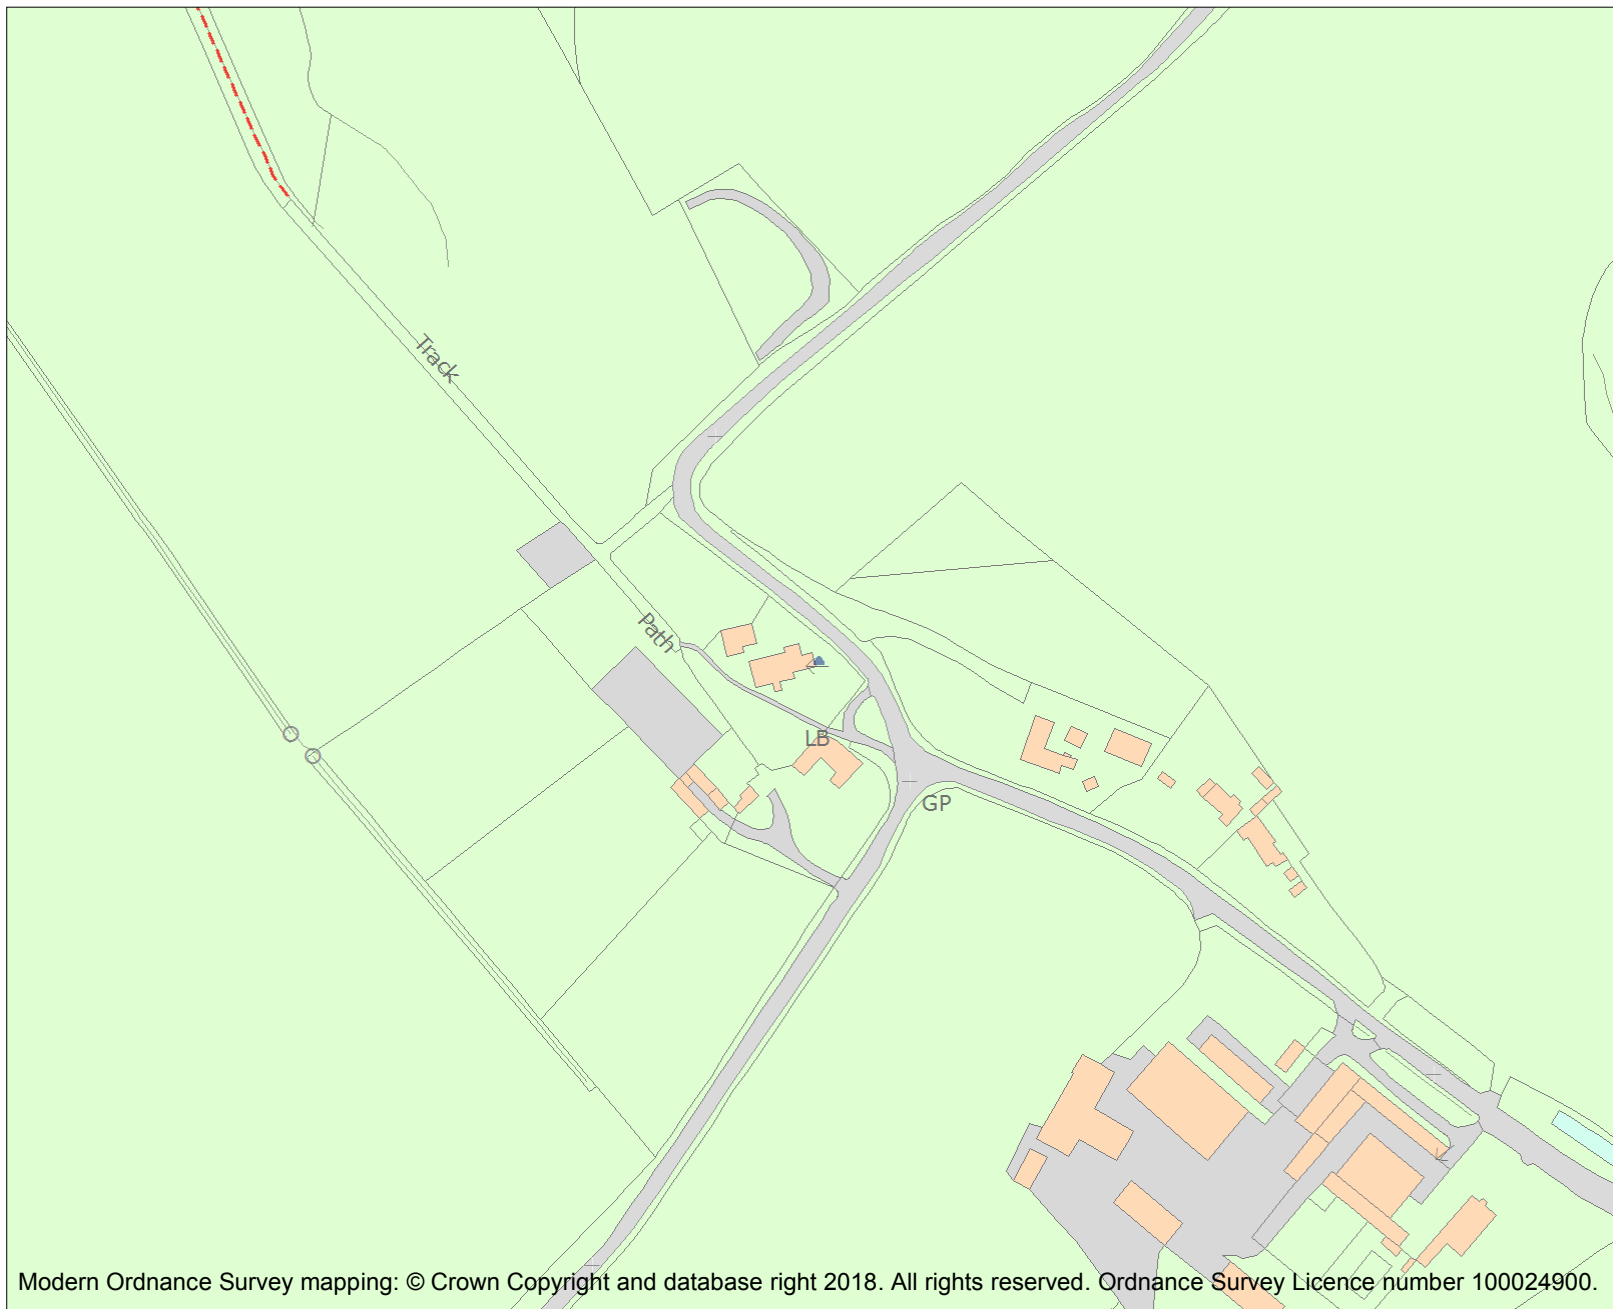 Track
Path
LB
GP
Modern Ordnance Survey mapping: © Crown Copyright and database right 2018. All rights reserved. Ordnance Survey Licence number 100024900.